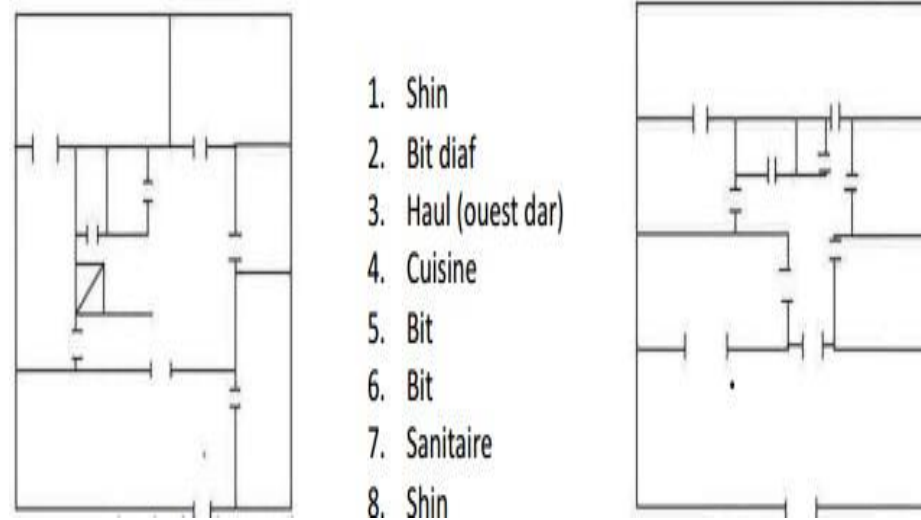 1. Shin
2. Bit diaf
3. Haul (ouest dar)
4. Cuisine
5. Bit
6. Bit
7. Sanitaire
8. Shin